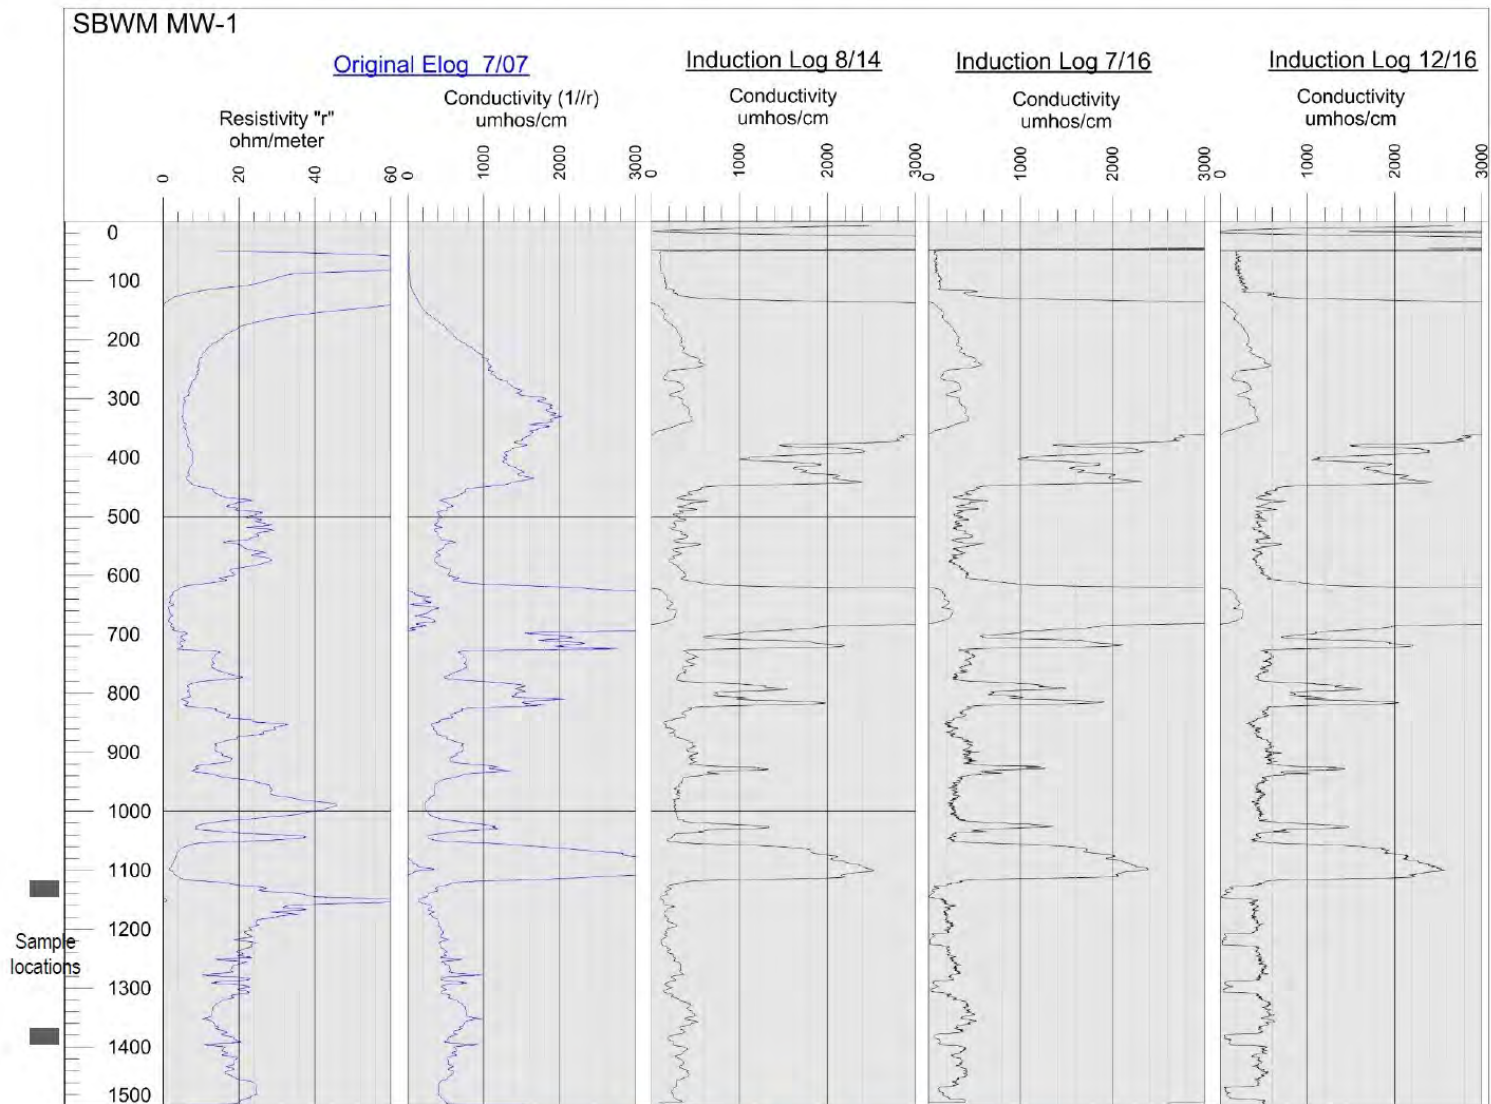 SBWM MW-1
Original Elog 7/07
Induction Log 8/14
Induction Log 7/16
Induction Log 12/16
Resistivity "r"
ohm/meter
Conductivity (1//r)
umhos/cm
Conductivity
umhos/cm
Conductivity
umhos/cm
Conductivity
umhos/cm
0 20 40 60
0 1000 2000 3000
0 1000 2000 3000
0 1000 2000 3000
0 1000 2000 3000
0
100
200
300
400
500
600
700
800
900
1000
1100
1200
Sample
locations
1300
1400
1500